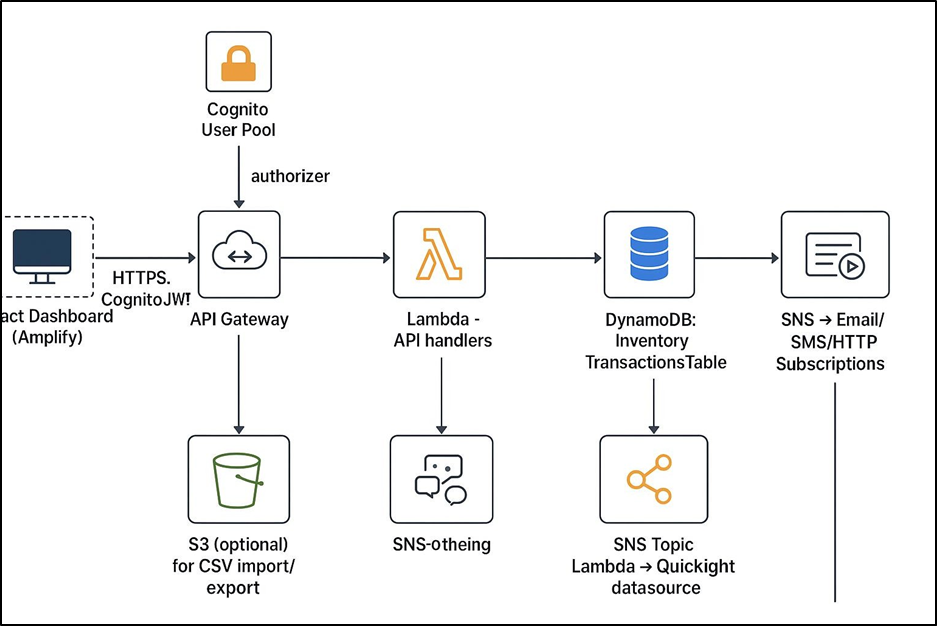 Cognito
User Pool
authorizer
HTTPS.
CognitoJWT
act Dashboard
(Amplify)
API Gateway
Lambda -
API handlers
DynamoDB:
Inventory
TransactionsTable
SNS → Email/
SMS/HTTP
Subscriptions
S3 (optional)
for CSV import/
export
SNS-otheing
SNS Topic
Lambda → Quickight
datasource